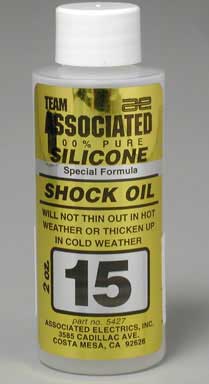 TEAM ae
ASSOCIATED
100% PURE
SILICONE
Special Formula
SHOCK OIL
WILL NOT THIN OUT IN HOT
WEATHER OR THICKEN UP
IN COLD WEATHER
2 oz.
15
part no. 5427
ASSOCIATED ELECTRICS, INC.
3585 CADILLAC AVE.
COSTA MESA, CA 92626